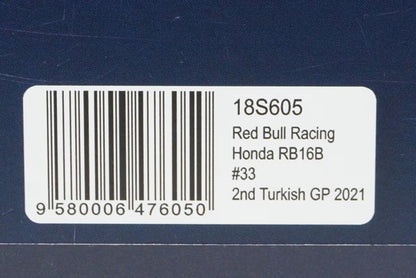 18S605
Red Bull Racing
Honda RB16B
#33
2nd Turkish GP 2021
9 580006 476050